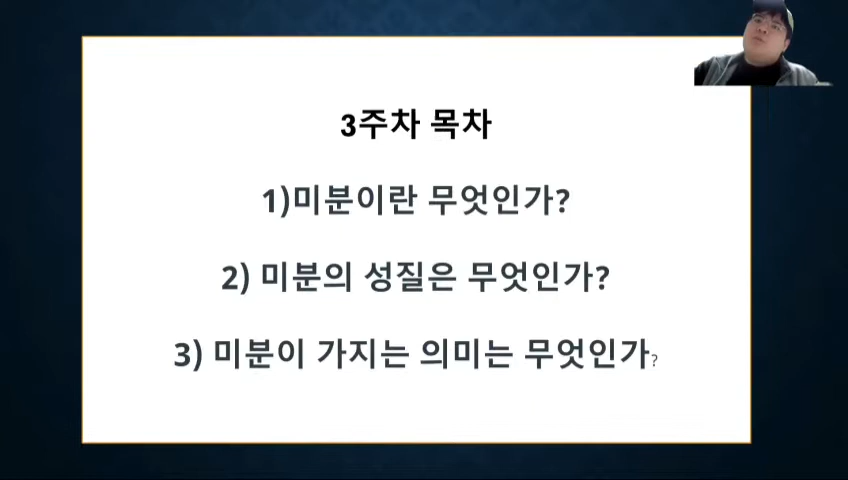 3주차 목차
1)미분이란 무엇인가?
2) 미분의 성질은 무엇인가?
3) 미분이 가지는 의미는 무엇인가?